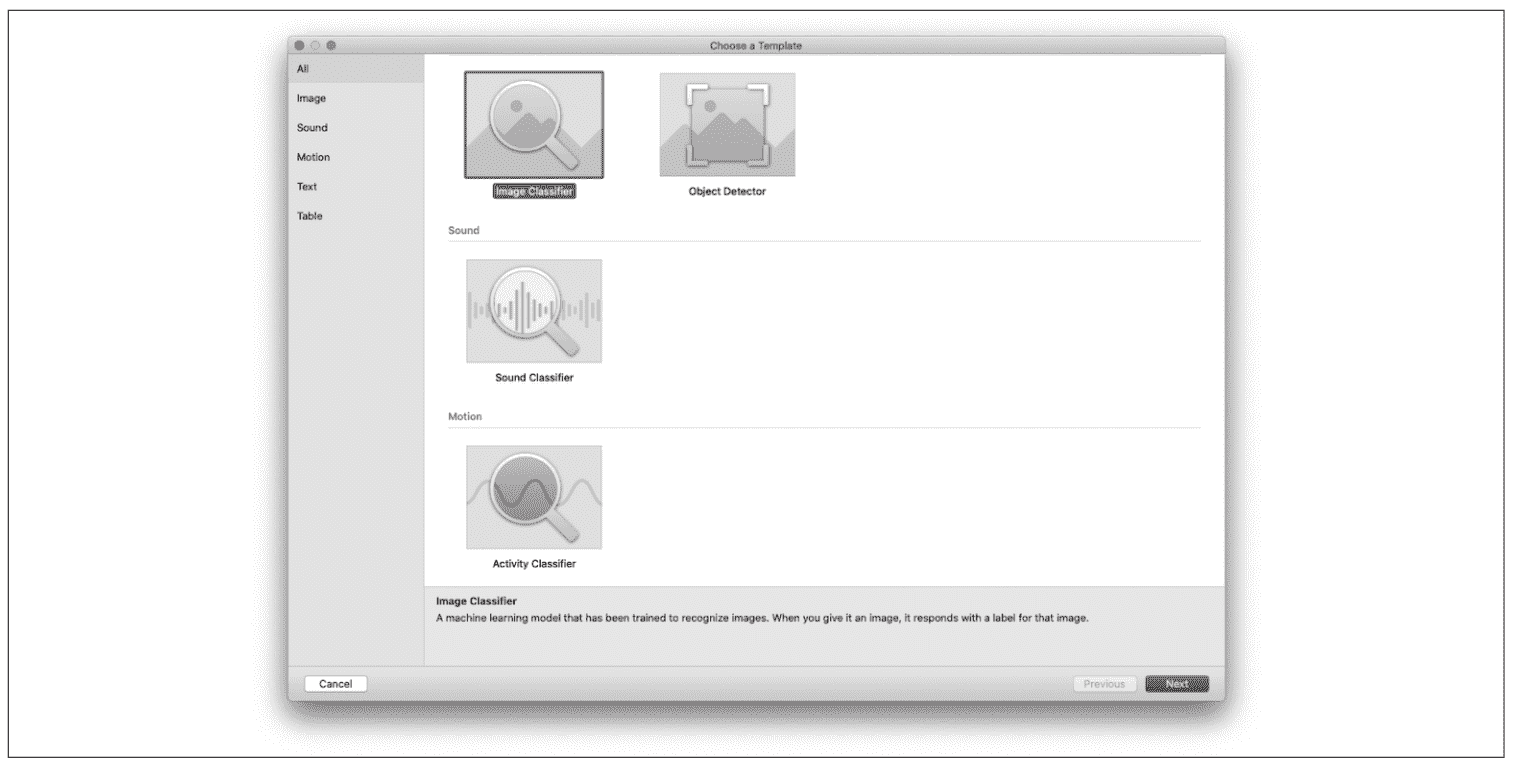 Choose a Template
All
Image
Sound
Motion
Text
Table
Image Classifier
Object Detector
Sound
Sound Classifier
Motion
Activity Classifier
Image Classifier
A machine learning model that has been trained to recognize images. When you give it an image, it responds with a label for that image.
Cancel
Previous
Next